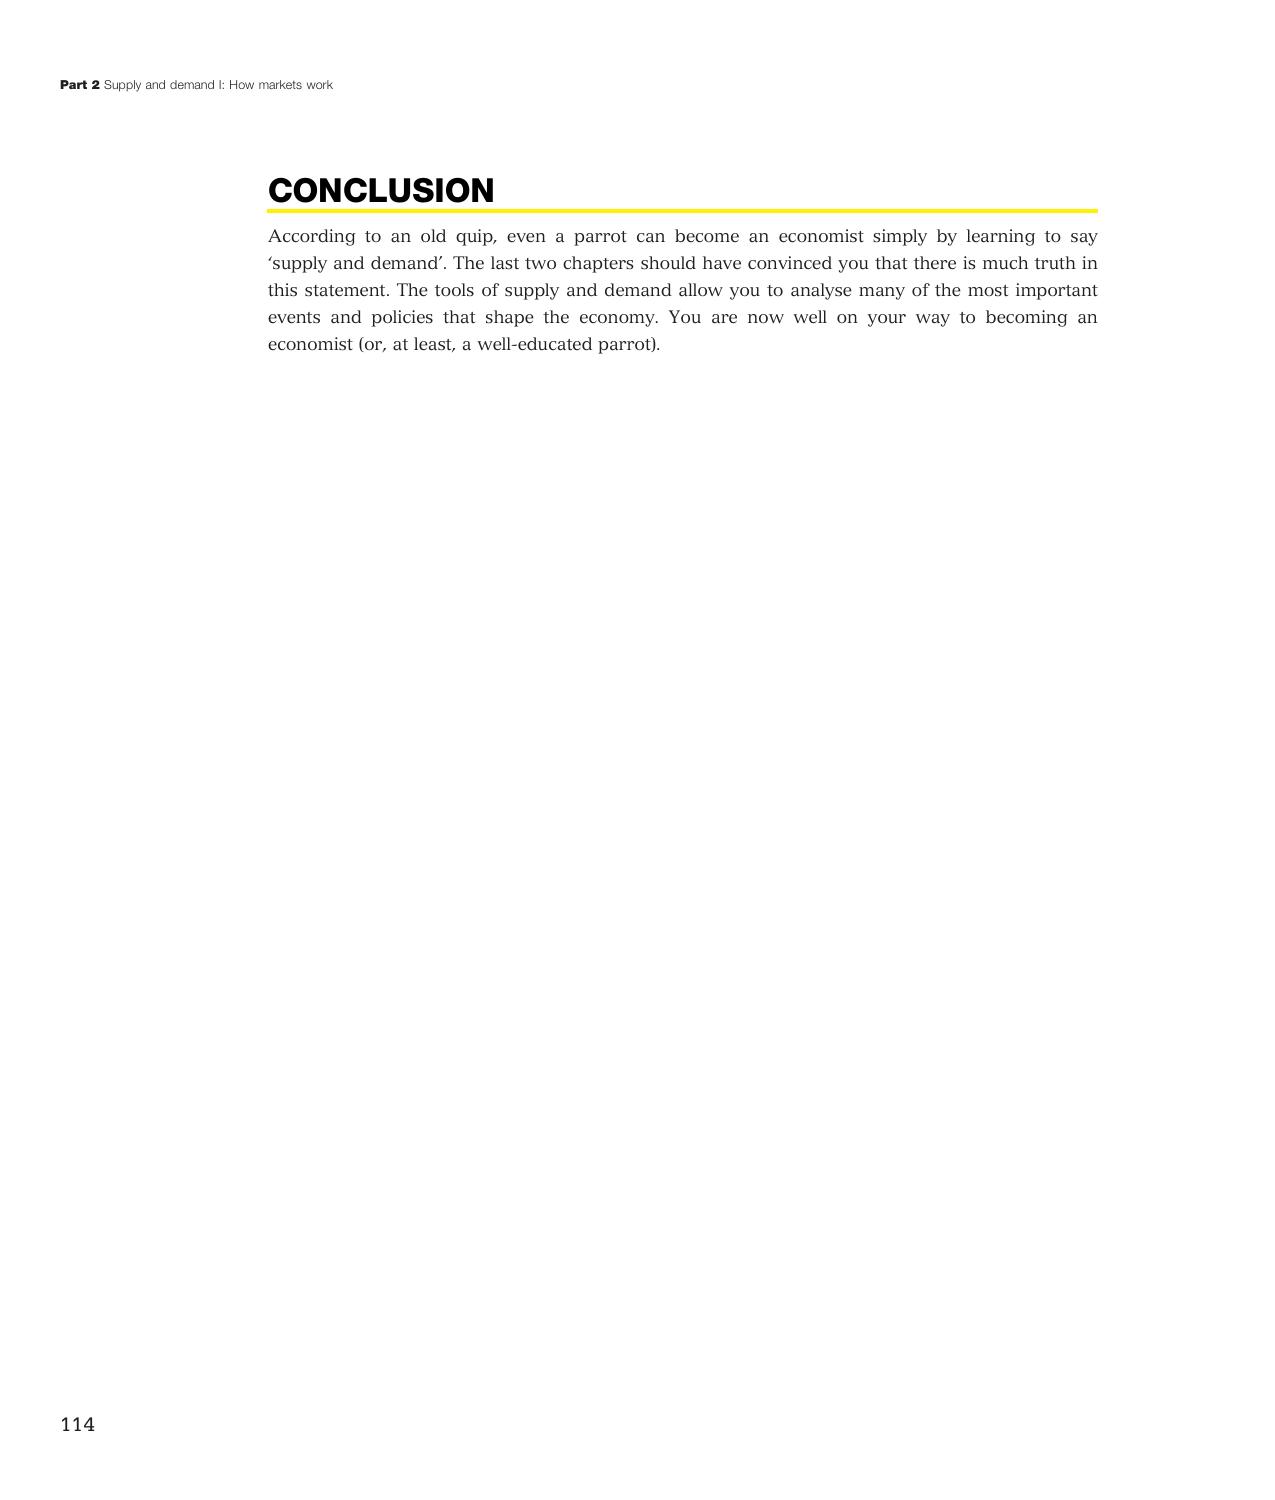 Part 2 Supply and demand I: How markets work
CONCLUSION
According to an old quip, even a parrot can become an economist simply by learning to say
‘supply and demand’. The last two chapters should have convinced you that there is much truth in
this statement. The tools of supply and demand allow you to analyse many of the most important
events and policies that shape the economy. You are now well on your way to becoming an
economist (or, at least, a well-educated parrot).
114